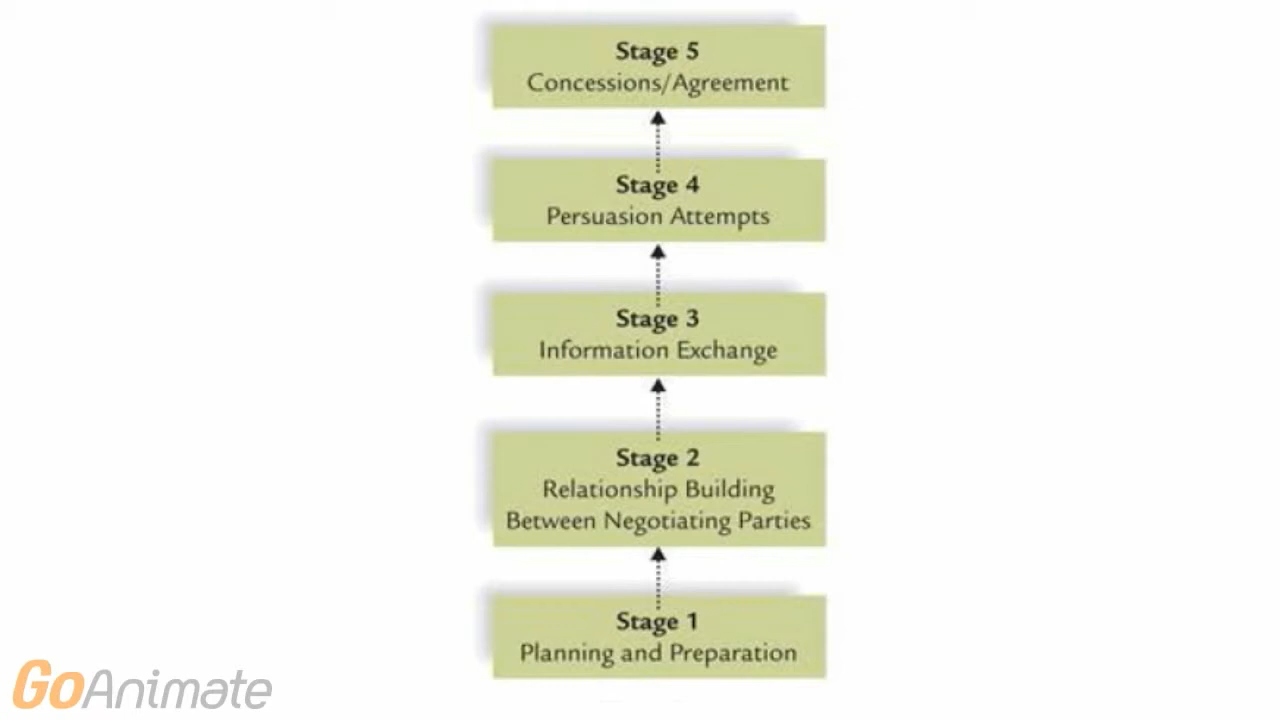 Stage 5
Concessions/Agreement
Stage 4
Persuasion Attempts
Stage 3
Information Exchange
Stage 2
Relationship Building
Between Negotiating Parties
Stage 1
Planning and Preparation
GoAnimate